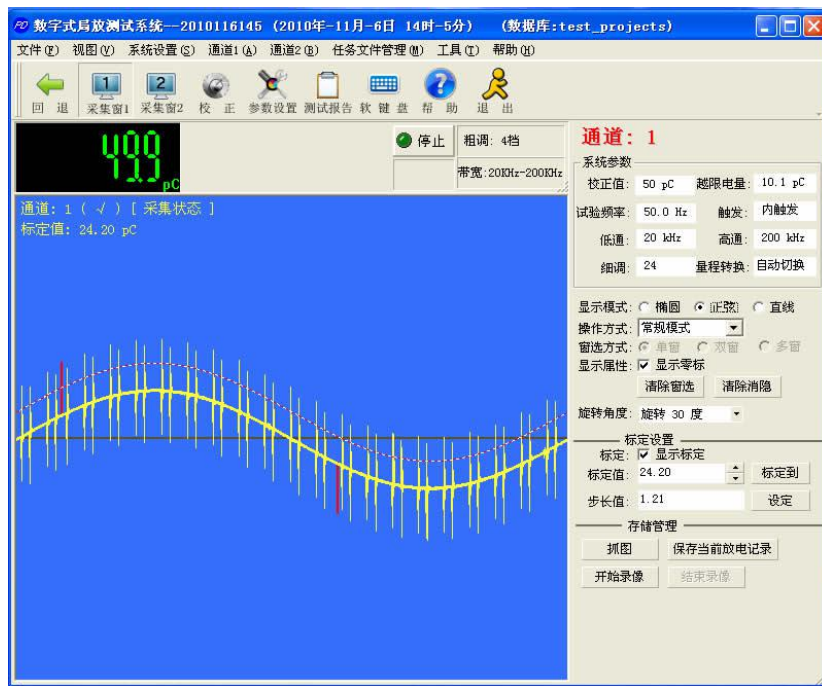 数字式局放测试系统--2010116145 (2010年-11月-6日 14时-5分) (数据库:test_projects)
文件(F) 视图(V) 系统设置(S) 通道1(A) 通道2(B) 任务文件管理(M) 工具(T) 帮助(H)
回 退 采集窗1 采集窗2 校 正 参数设置 测试报告 软 键 盘 帮 助 退 出
49.9 pC
停止
粗调: 4档
带宽:20KHz-200KHz
通道: 1 ( √ ) [ 采集状态 ]
标定值: 24.20 pC
通道: 1
系统参数
校正值: 50 pC 越限电量: 10.1 pC
试验频率: 50.0 Hz 触发: 内触发
低通: 20 kHz 高通: 200 kHz
细调: 24 量程转换: 自动切换
显示模式: 椭圆 正弦 直线
操作方式: 常规模式
窗选方式: 单窗 双窗 多窗
显示属性: 显示零标
清除窗选 清除消隐
旋转角度: 旋转 30 度
标定设置
标定: 显示标定
标定值: 24.20 标定到
步长值: 1.21 设定
存储管理
抓图 保存当前放电记录
开始录像 结束录像